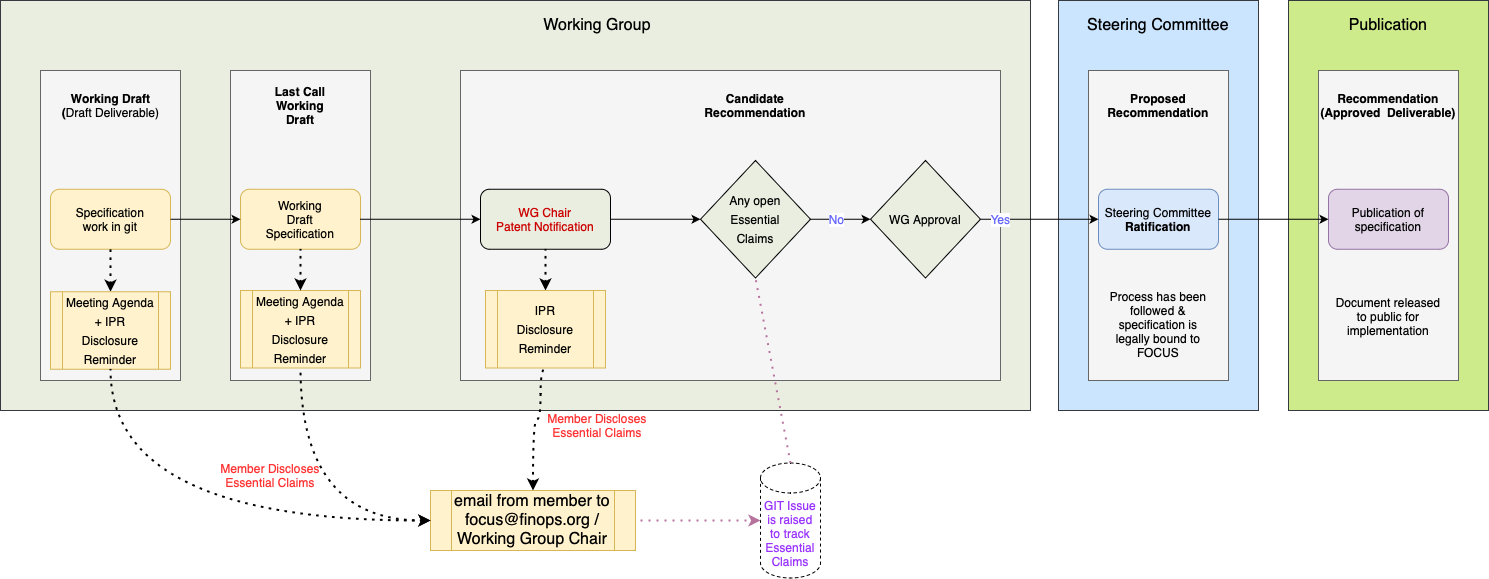 Working Group
Steering Committee
Publication
Working Draft
(Draft Deliverable)
Last Call
Working
Draft
Candidate
Recommendation
Proposed
Recommendation
Recommendation
(Approved Deliverable)
Specification
work in git
Working
Draft
Specification
WG Chair
Patent Notification
Any open
Essential
Claims
No
WG Approval
Yes
Steering Committee
Ratification
Publication of
specification
Meeting Agenda
+ IPR
Disclosure
Reminder
Meeting Agenda
+ IPR
Disclosure
Reminder
IPR
Disclosure
Reminder
Process has been
followed &
specification is
legally bound to
FOCUS
Document released
to public for
implementation
Member Discloses
Essential Claims
Member Discloses
Essential Claims
email from member to
focus@finops.org /
Working Group Chair
GIT Issue
is raised
to track
Essential
Claims